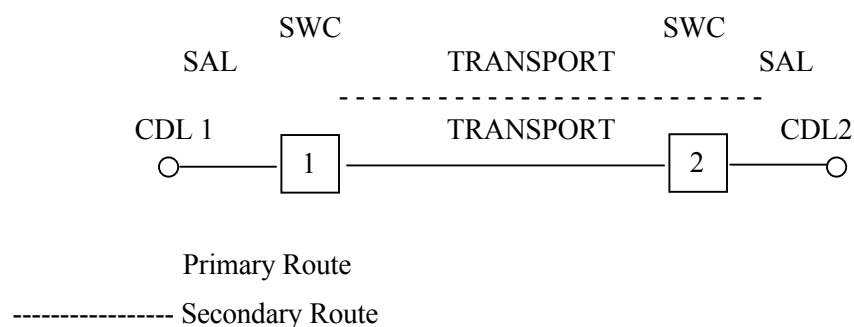 SWC SWC
SAL TRANSPORT SAL
CDL 1 TRANSPORT CDL2
1 2
Primary Route
Secondary Route